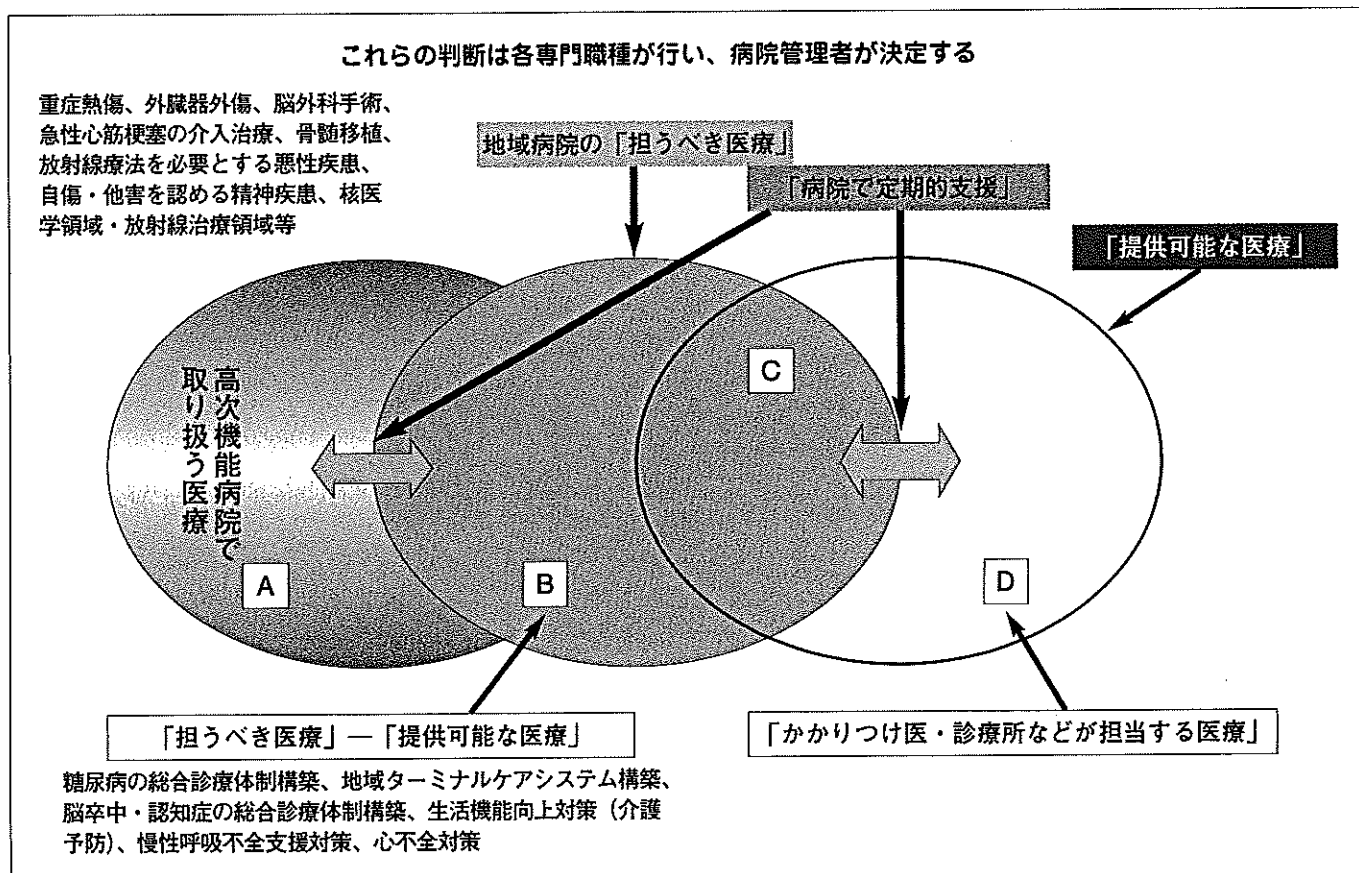 これらの判断は各専門職種が行い、病院管理者が決定する
重症熱傷、外臓器外傷、脳外科手術、
急性心筋梗塞の介入治療、骨髄移植、
放射線療法を必要とする悪性疾患、
自傷・他害を認める精神疾患、核医
学領域・放射線治療領域等
地域病院の「担うべき医療」
「病院で定期的支援」
「提供可能な医療」
高次機能病院で
取り扱う医療
A
B
C
D
「担うべき医療」―「提供可能な医療」
「かかりつけ医・診療所などが担当する医療」
糖尿病の総合診療体制構築、地域ターミナルケアシステム構築、
脳卒中・認知症の総合診療体制構築、生活機能向上対策（介護
予防）、慢性呼吸不全支援対策、心不全対策